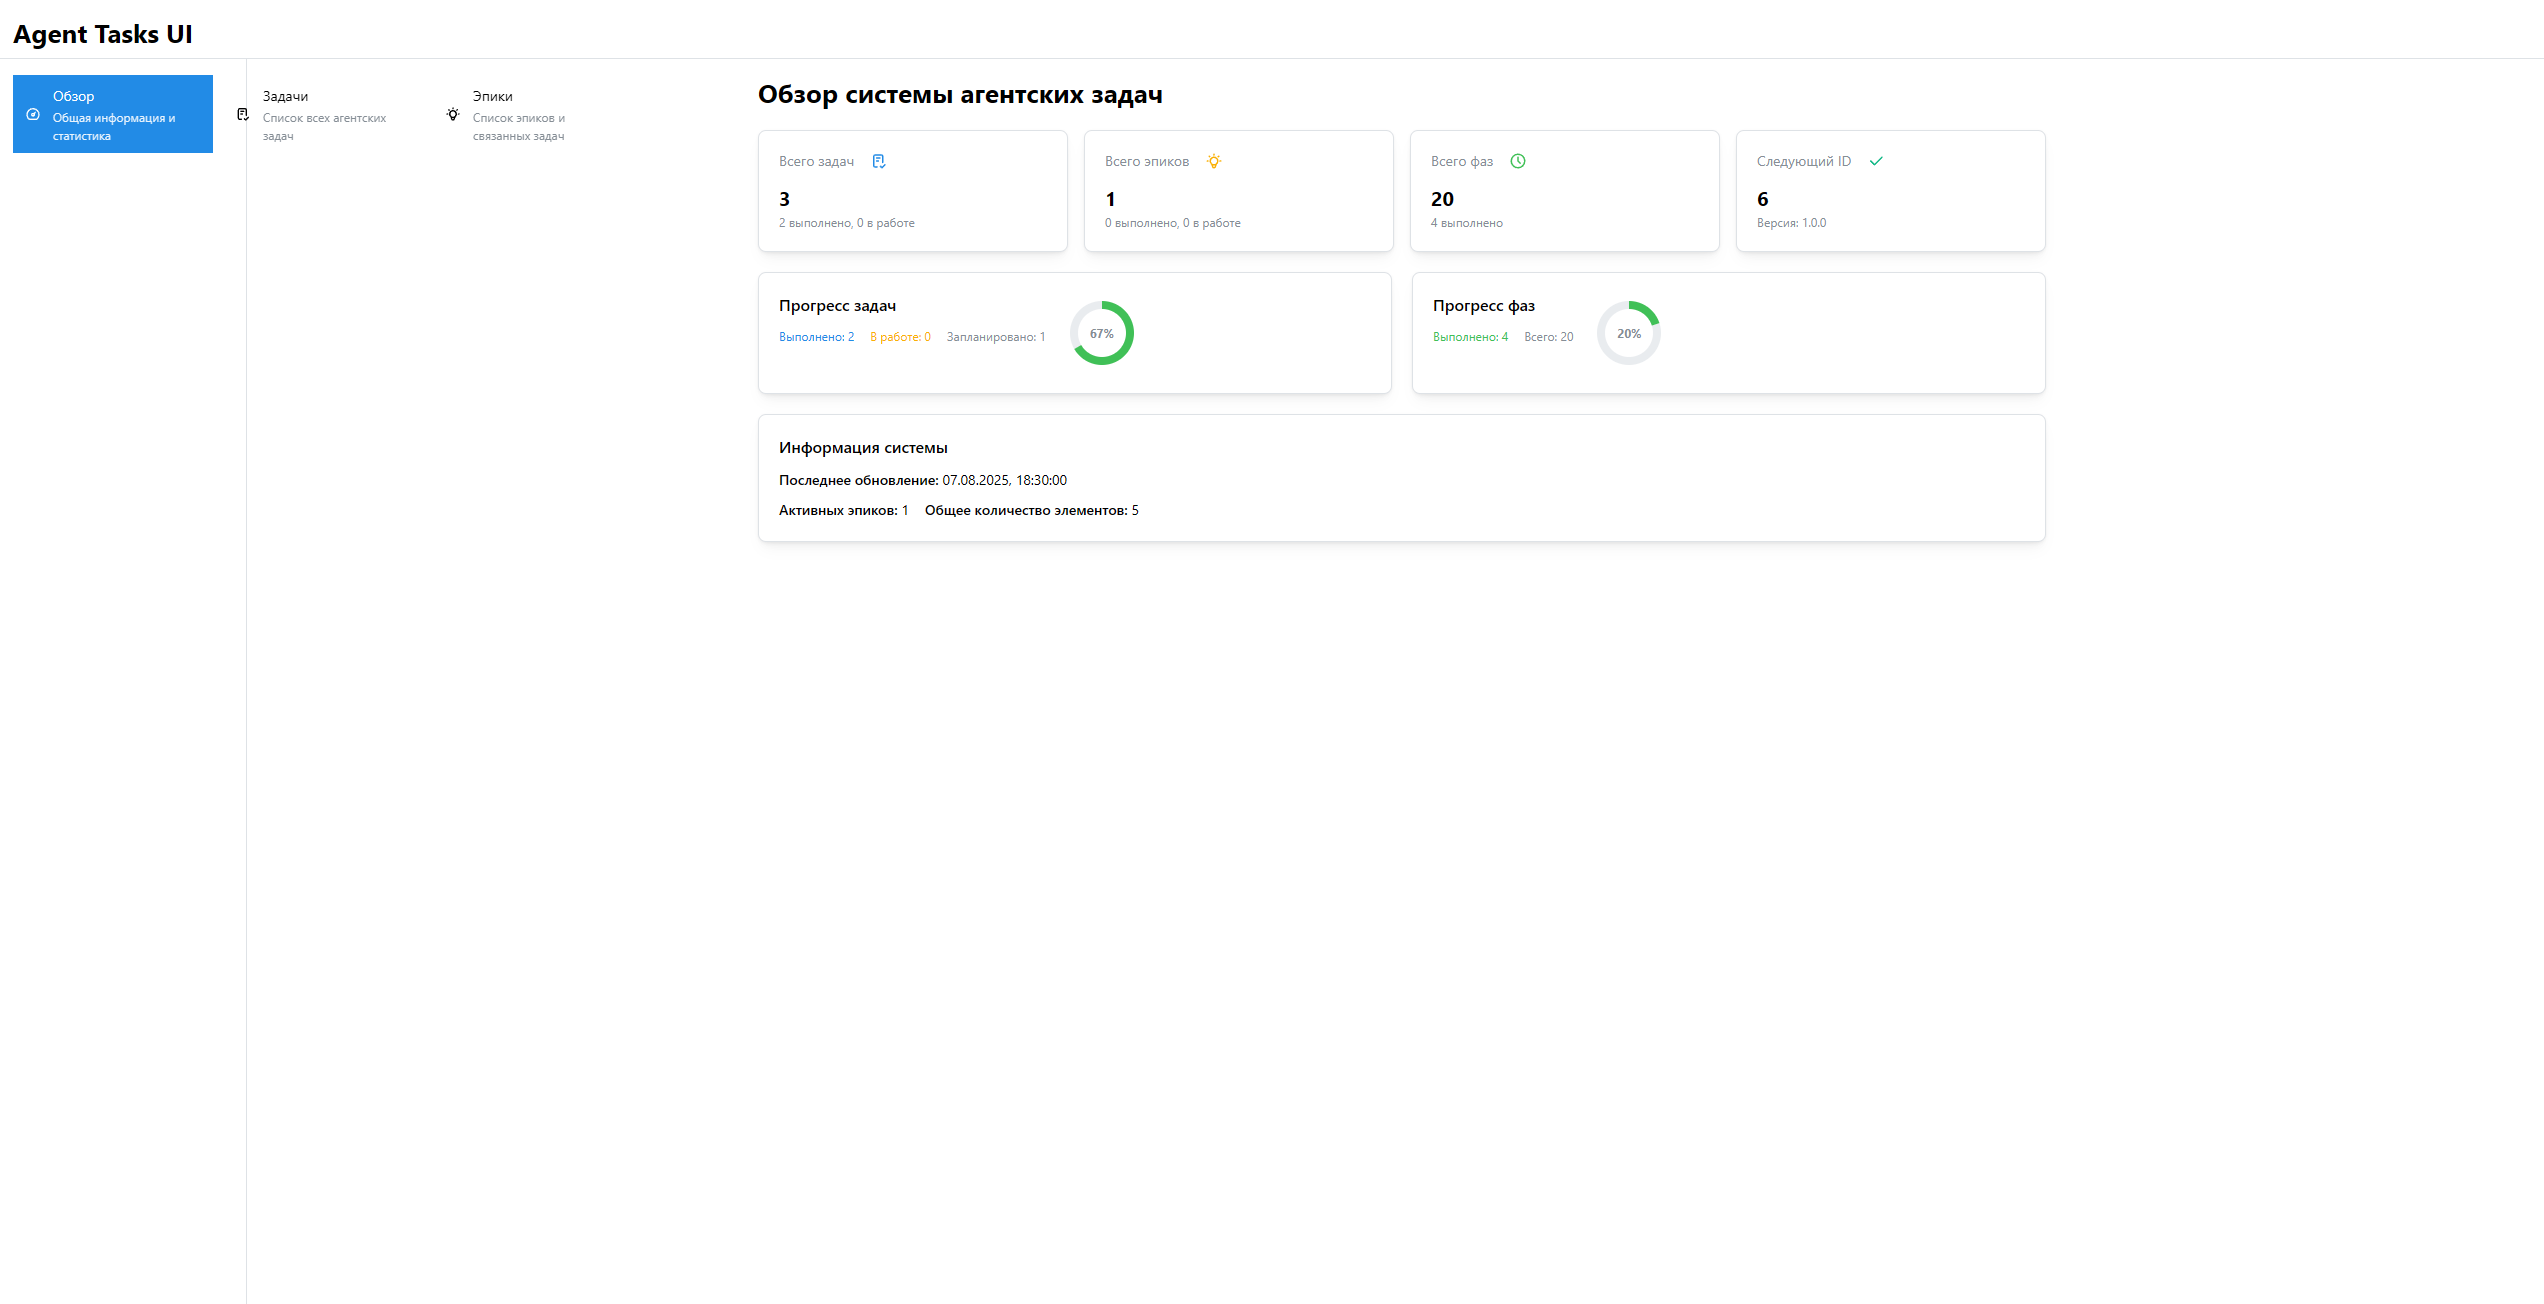 Agent Tasks UI
Обзор
Общая информация и
статистика
Задачи
Список всех агентских
задач
Эпики
Список эпиков и
связанных задач
Обзор системы агентских задач
Всего задач
3
2 выполнено, 0 в работе
Всего эпиков
1
0 выполнено, 0 в работе
Всего фаз
20
4 выполнено
Следующий ID
6
Версия: 1.0.0
Прогресс задач
Выполнено: 2 В работе: 0 Запланировано: 1
67%
Прогресс фаз
Выполнено: 4 Всего: 20
20%
Информация системы
Последнее обновление: 07.08.2025, 18:30:00
Активных эпиков: 1 Общее количество элементов: 5